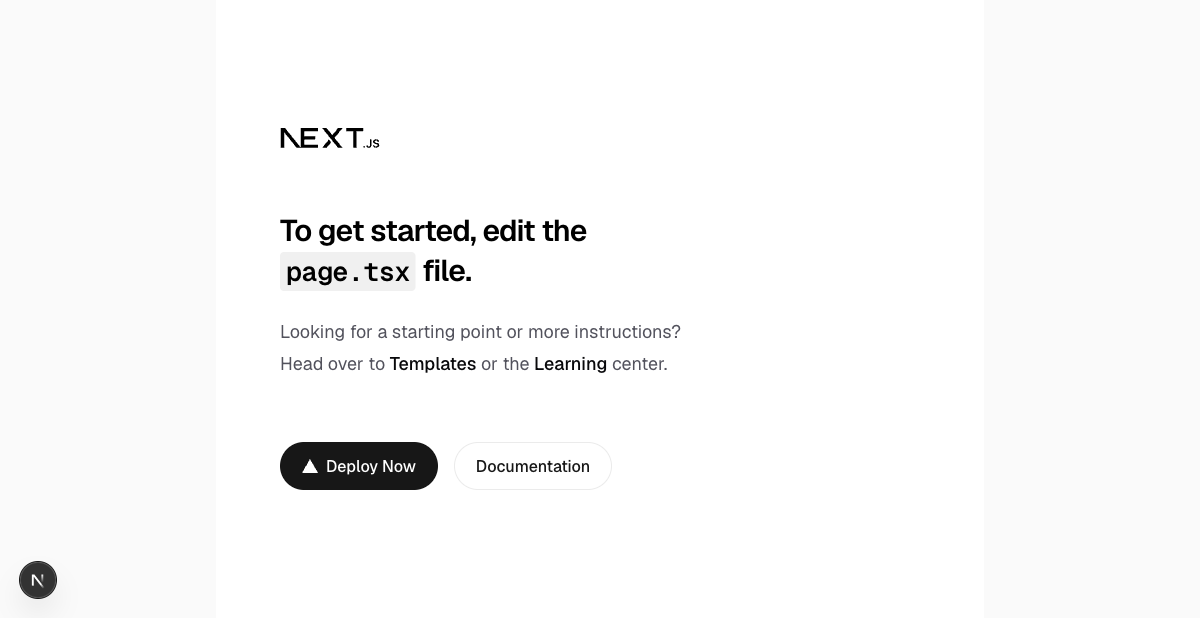 NEXT.JS
To get started, edit the
page.tsx file.
Looking for a starting point or more instructions?
Head over to Templates or the Learning center.
Deploy Now
Documentation
N